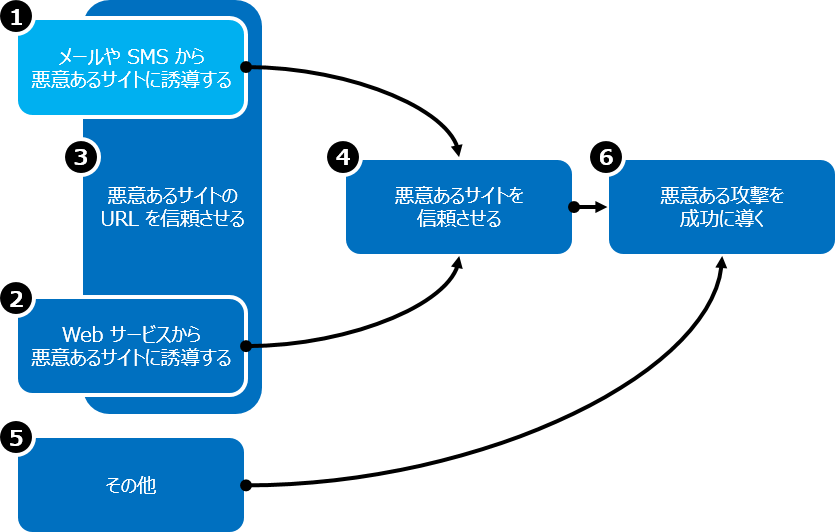 1
メールや SMS から
悪意あるサイトに誘導する
3
悪意あるサイトの
URL を信頼させる
2
Web サービスから
悪意あるサイトに誘導する
4
悪意あるサイトを
信頼させる
6
悪意ある攻撃を
成功に導く
5
その他